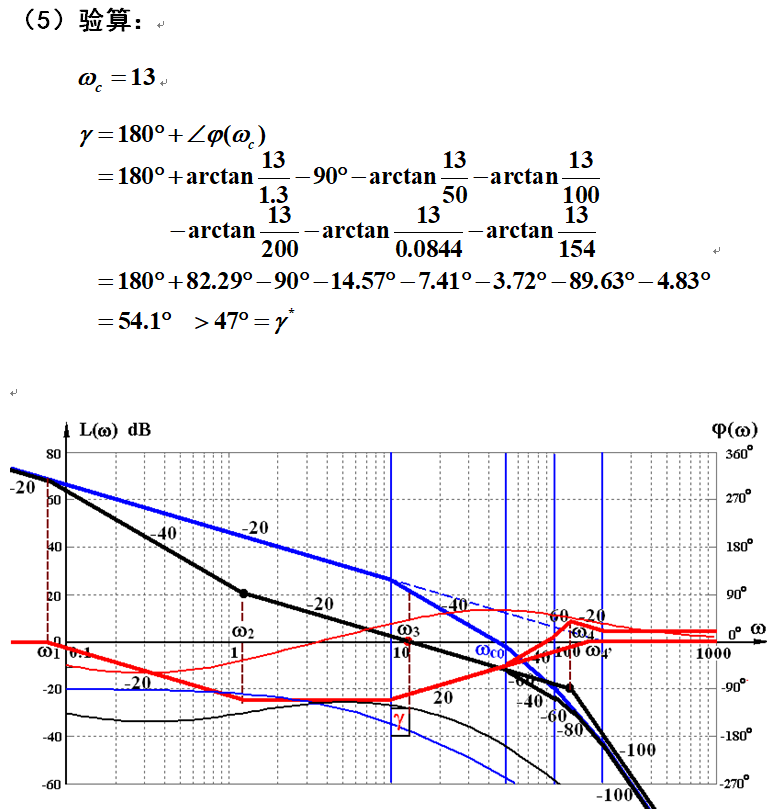 （5）验算：
ω_c = 13
γ = 180° + ∠φ(ω_c)
= 180° + arctan 13/1.3 − 90° − arctan 13/50 − arctan 13/100
− arctan 13/200 − arctan 13/0.0844 − arctan 13/154
= 180° + 82.29° − 90° − 14.57° − 7.41° − 3.72° − 89.63° − 4.83°
= 54.1° > 47° = γ*
L(ω) dB φ(ω)
80 360°
-20 60 270°
-40 -20
40 180°
20 -20 -40 90°
60 -20
ω₂ ω₃ ω₄ 0° ω
0
ω₁ 0.1 1 10 ω_c0 100 ω₄' 1000
40
-20 -20 20 -60 -90°
-40
γ -60
-80
-40 -100 -180°
-60 -100 -270°